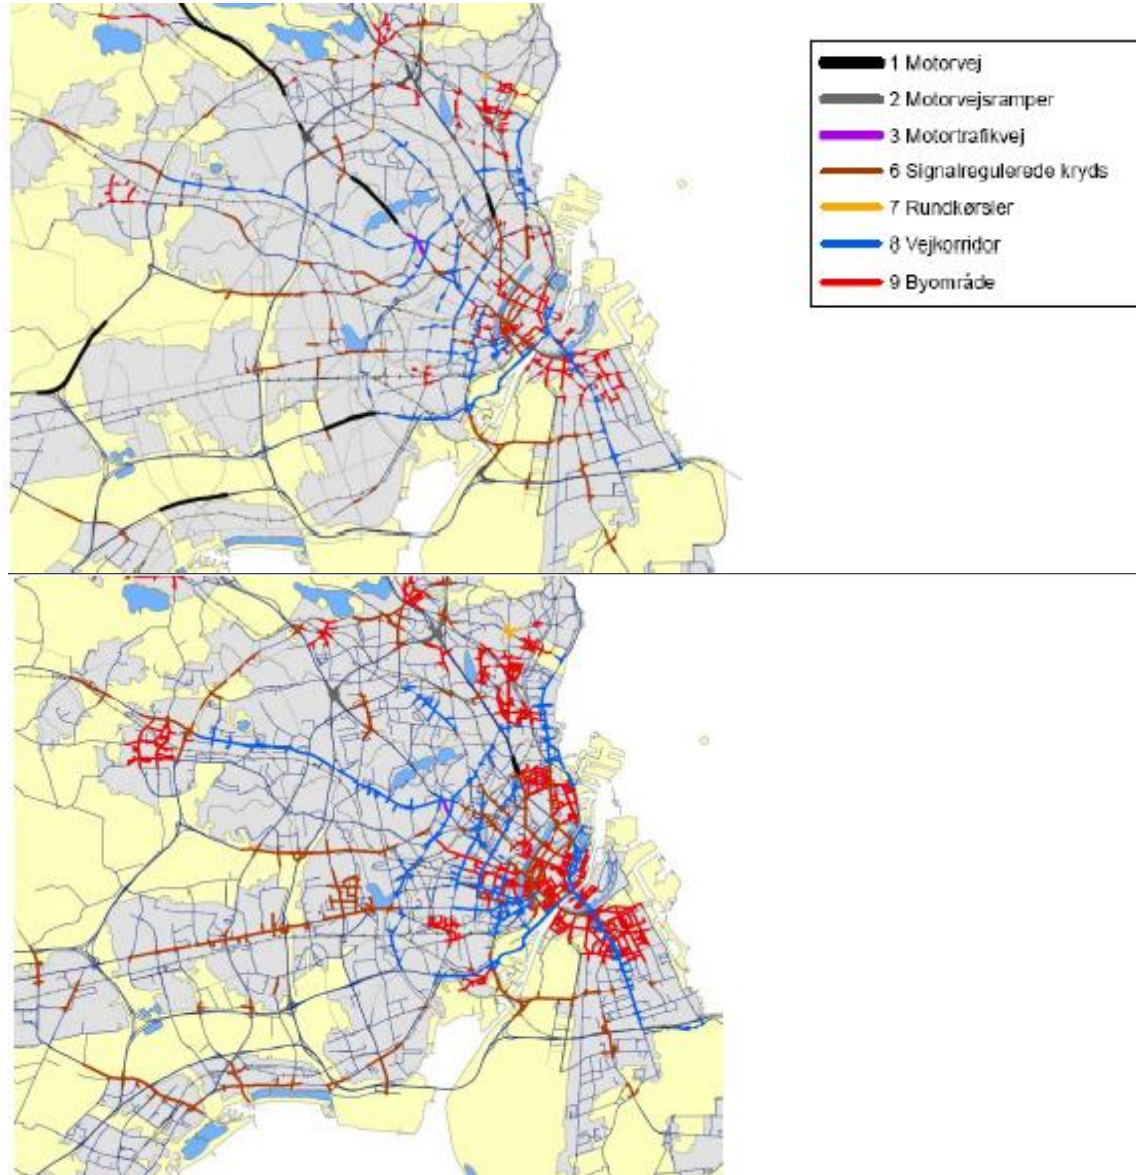 1 Motorvej
2 Motorvejsramper
3 Motortrafikvej
6 Signalregulerede kryds
7 Rundkørsler
8 Vejkorridor
9 Byområde